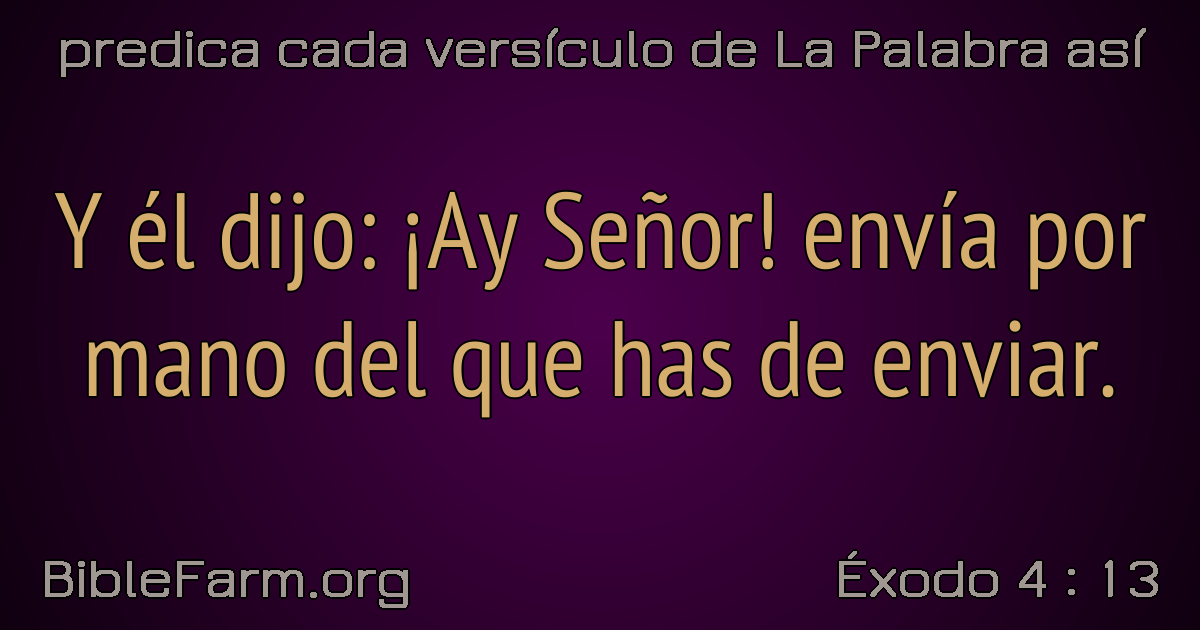 predica cada versículo de La Palabra así
Y él dijo: ¡Ay Señor! envía por
mano del que has de enviar.
BibleFarm.org
Éxodo 4 : 13